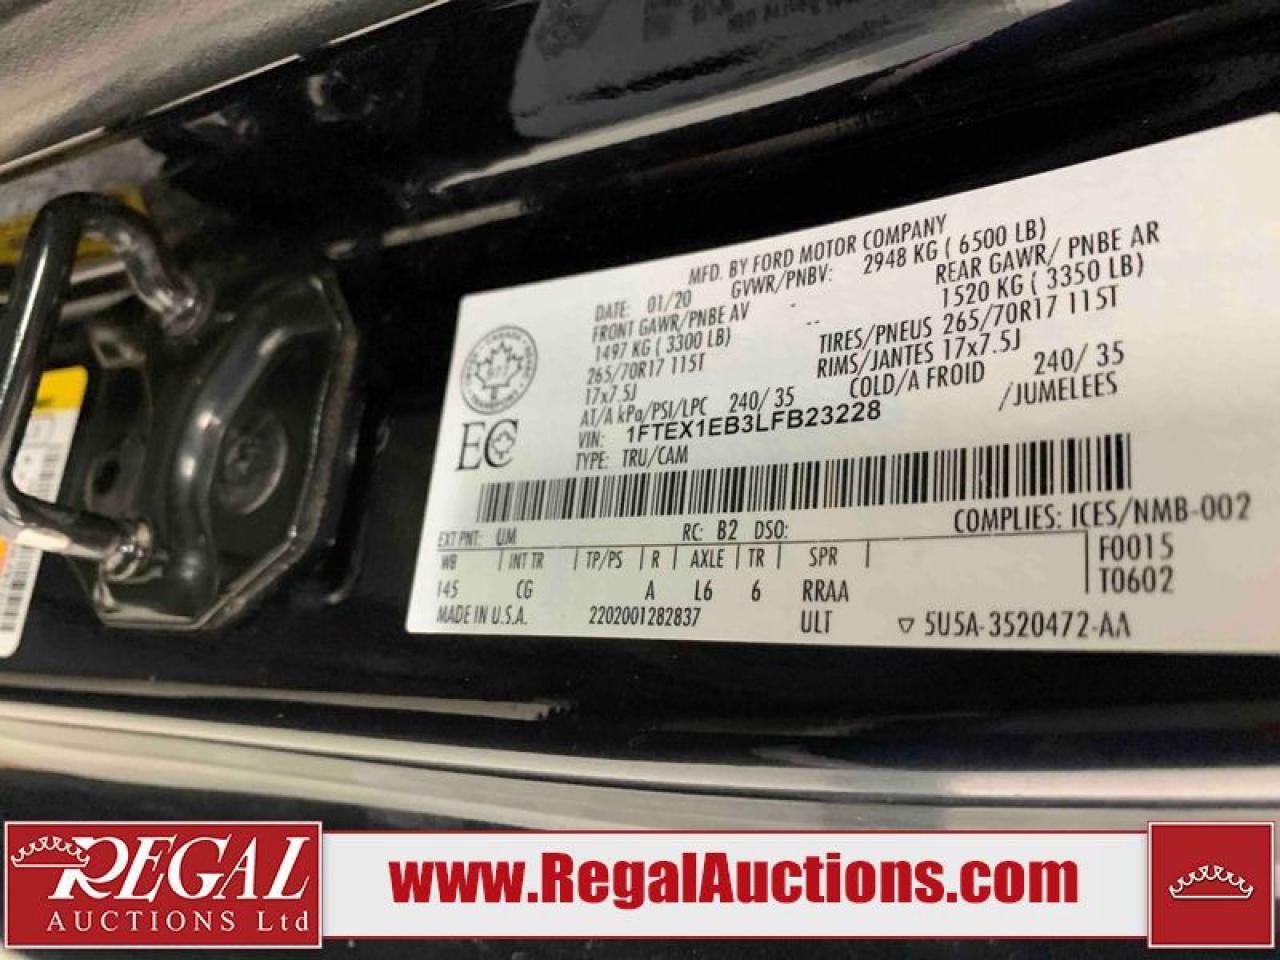 MFD. BY FORD MOTOR COMPANY
DATE: 01/20 GVWR/PNBV: 2948 KG ( 6500 LB)
FRONT GAWR/PNBE AV REAR GAWR/ PNBE AR
1497 KG ( 3300 LB) -- 1520 KG ( 3350 LB)
265/70R17 115T TIRES/PNEUS 265/70R17 115T
17x7.5J RIMS/JANTES 17x7.5J
AT/A kPa/PSI/LPC 240/ 35 COLD/A FROID 240/ 35
VIN: 1FTEX1EB3LFB23228 /JUMELEES
TYPE: TRU/CAM
EC
EXT PNT: UM RC: B2 DSO: COMPLIES: ICES/NMB-002
WB INT TR TP/PS R AXLE TR SPR F0015
145 CG A L6 6 RRAA T0602
MADE IN U.S.A. 2202001282837 ULT ▽ 5U5A-3520472-AA
REGAL
AUCTIONS Ltd
www.RegalAuctions.com